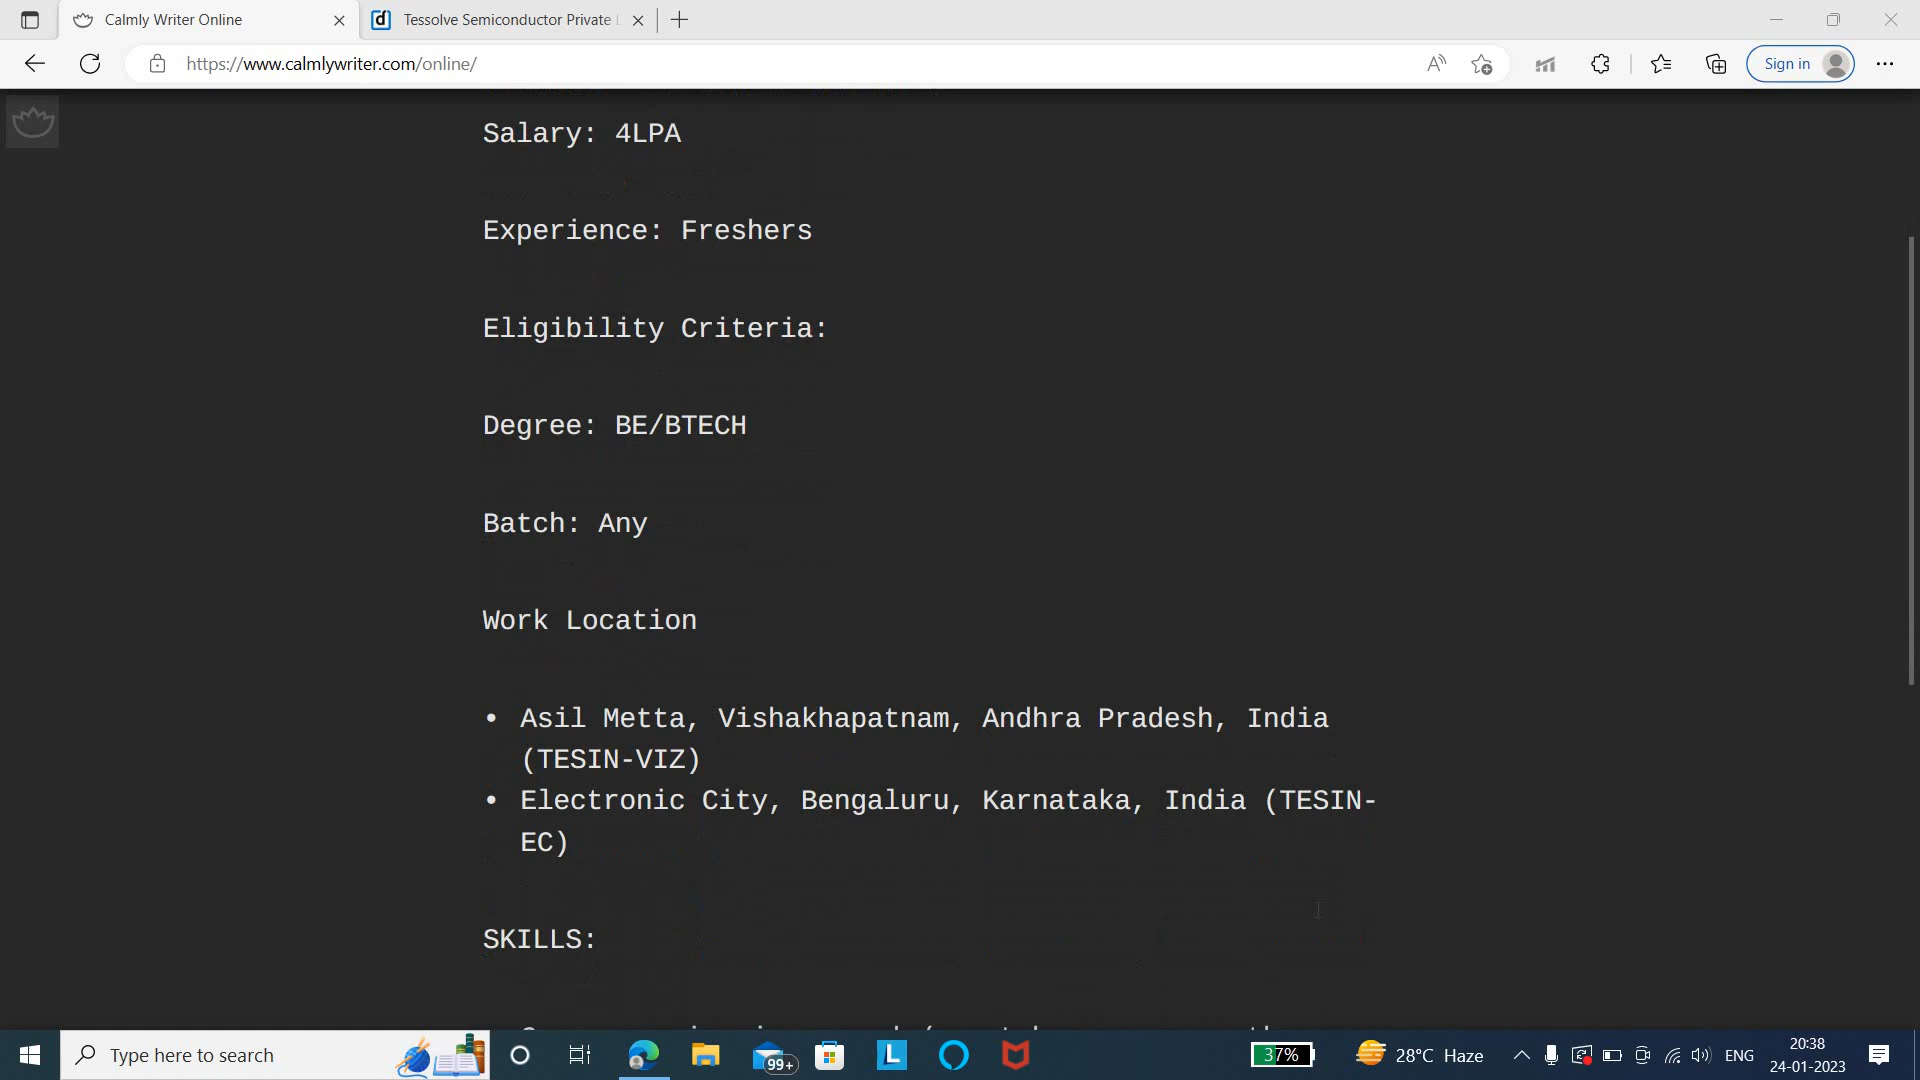 Calmly Writer Online
Tessolve Semiconductor Private
https://www.calmlywriter.com/online/
Sign in
Salary: 4LPA
Experience: Freshers
Eligibility Criteria:
Degree: BE/BTECH
Batch: Any
Work Location
• Asil Metta, Vishakhapatnam, Andhra Pradesh, India
(TESIN-VIZ)
• Electronic City, Bengaluru, Karnataka, India (TESIN-
EC)
SKILLS:
Type here to search
99+
L
37%
28°C Haze
ENG
20:38
24-01-2023